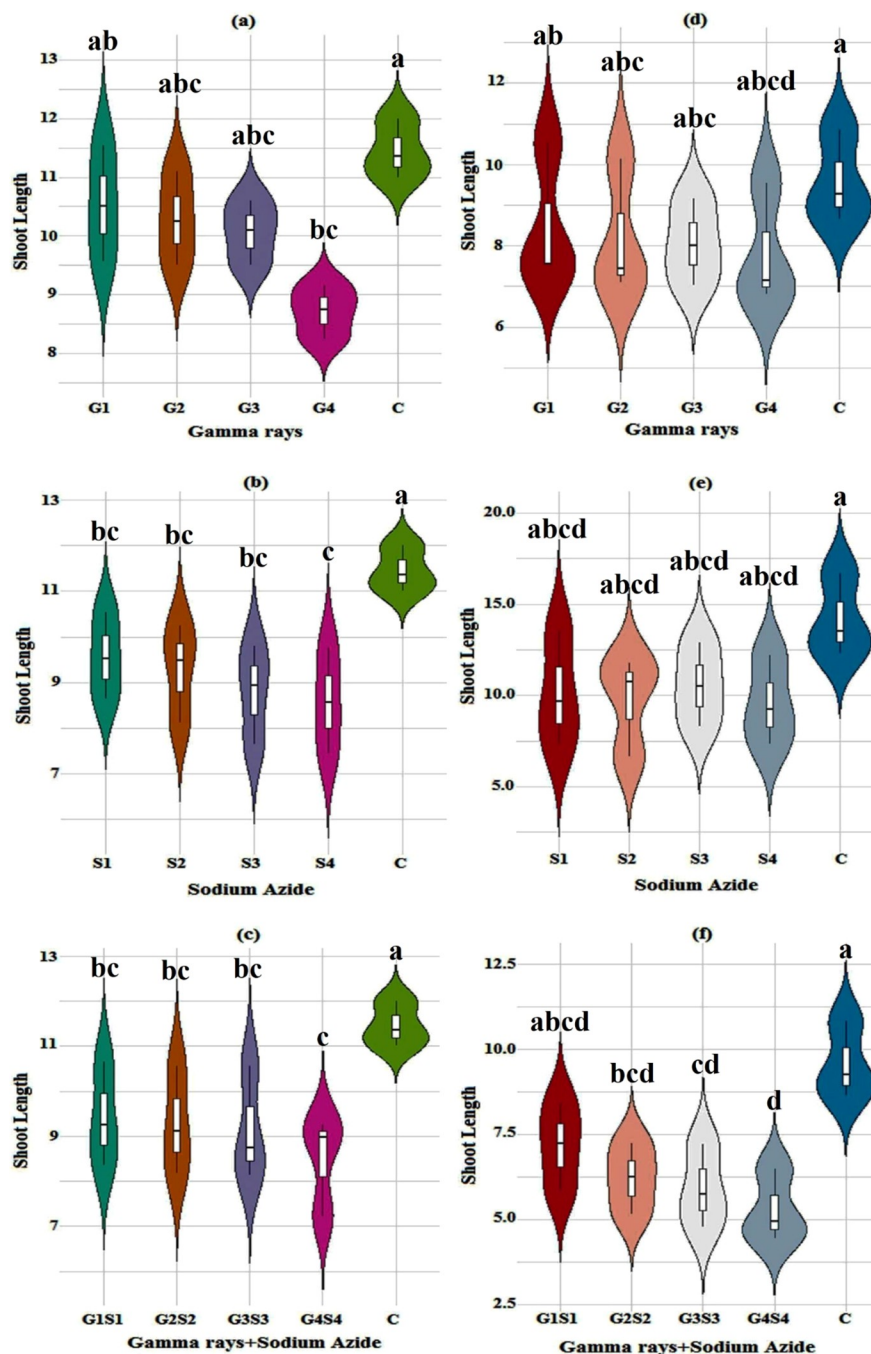 (a)
ab
abc
abc
bc
a
13
12
11
10
9
8
Shoot Length
G1 G2 G3 G4 C
Gamma rays
(d)
ab
abc
abc
abcd
a
12
10
8
6
Shoot Length
G1 G2 G3 G4 C
Gamma rays
(b)
bc
bc
bc
c
a
13
11
9
7
Shoot Length
S1 S2 S3 S4 C
Sodium Azide
(e)
abcd
abcd
abcd
abcd
a
20.0
15.0
10.0
5.0
Shoot Length
S1 S2 S3 S4 C
Sodium Azide
(c)
bc
bc
bc
c
a
13
11
9
7
Shoot Length
G1S1 G2S2 G3S3 G4S4 C
Gamma rays+Sodium Azide
(f)
abcd
bcd
cd
d
a
12.5
10.0
7.5
5.0
2.5
Shoot Length
G1S1 G2S2 G3S3 G4S4 C
Gamma rays+Sodium Azide